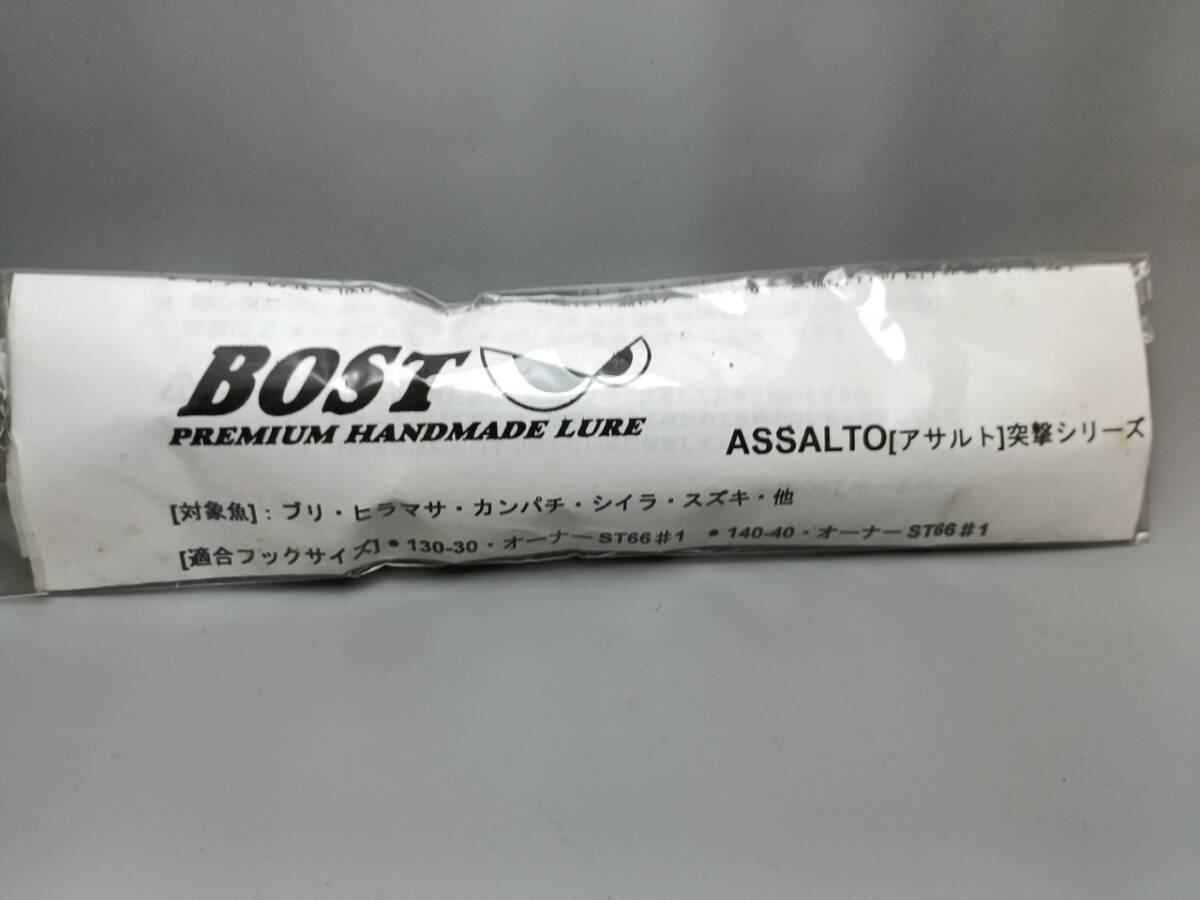 BOST
PREMIUM HANDMADE LURE
ASSALTO[アサルト]突撃シリーズ
[対象魚]:ブリ・ヒラマサ・カンパチ・シイラ・スズキ・他
[適合フックサイズ]•130-30・オーナーST66#1 •140-40・オーナーST66#1